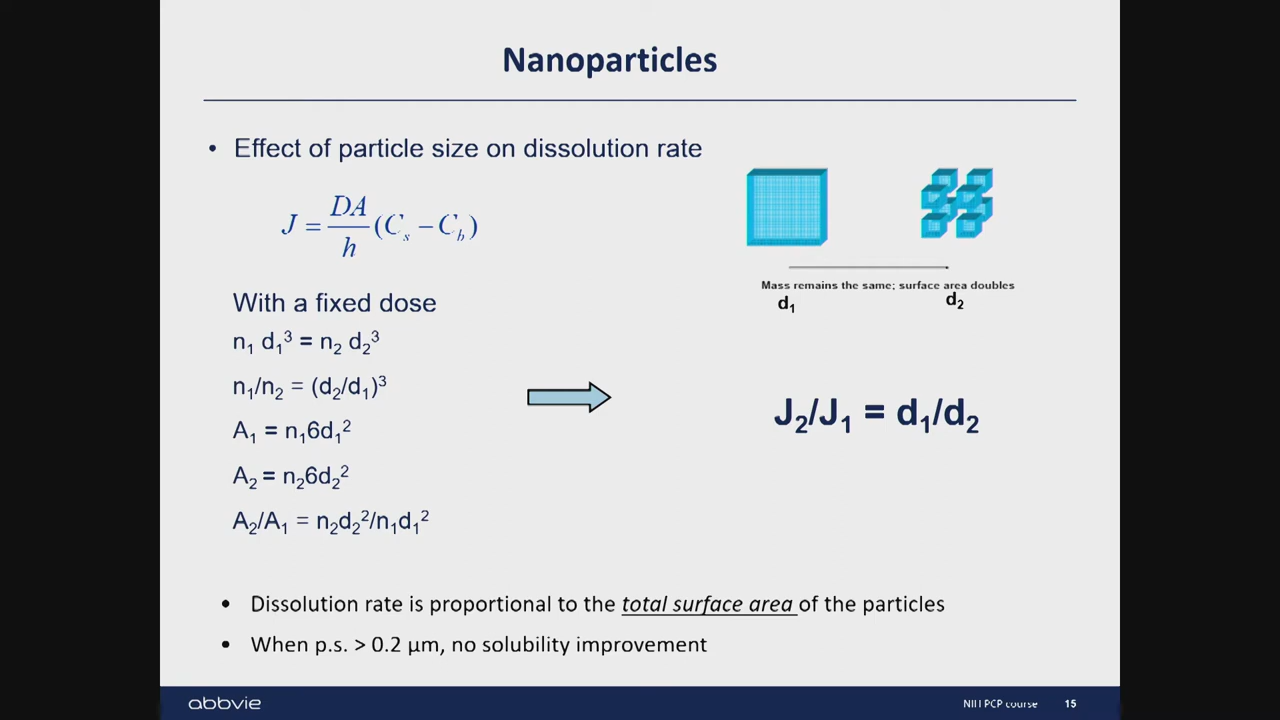 Nanoparticles
• Effect of particle size on dissolution rate
J = DA/h (Cₛ – C_b)
Mass remains the same; surface area doubles
d₁ d₂
With a fixed dose
n₁ d₁³ = n₂ d₂³
n₁/n₂ = (d₂/d₁)³
A₁ = n₁6d₁²
A₂ = n₂6d₂²
A₂/A₁ = n₂d₂²/n₁d₁²
J₂/J₁ = d₁/d₂
• Dissolution rate is proportional to the total surface area of the particles
• When p.s. > 0.2 µm, no solubility improvement
abbvie NIH PCP course 15